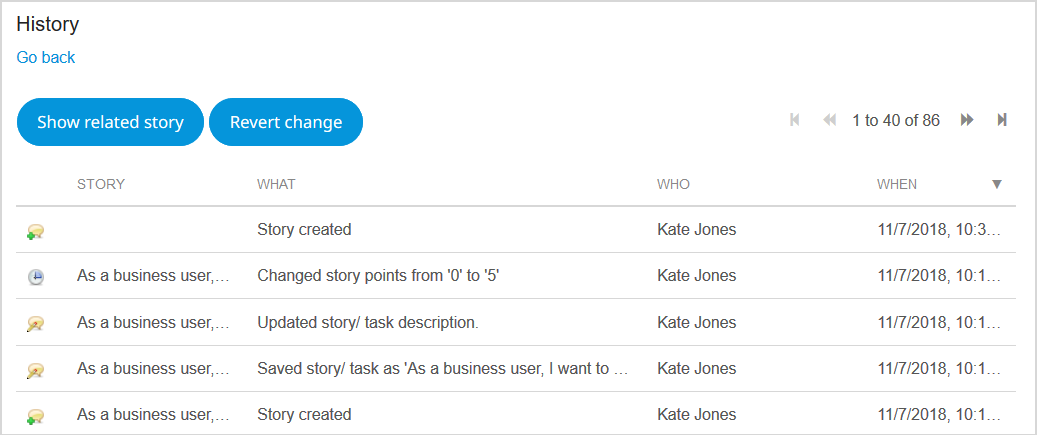 History
Go back
Show related story Revert change 1 to 40 of 86
STORY WHAT WHO WHEN ▼
Story created Kate Jones 11/7/2018, 10:3...
As a business user,... Changed story points from '0' to '5' Kate Jones 11/7/2018, 10:1...
As a business user,... Updated story/ task description. Kate Jones 11/7/2018, 10:1...
As a business user,... Saved story/ task as 'As a business user, I want to ... Kate Jones 11/7/2018, 10:1...
As a business user,... Story created Kate Jones 11/7/2018, 10:1...